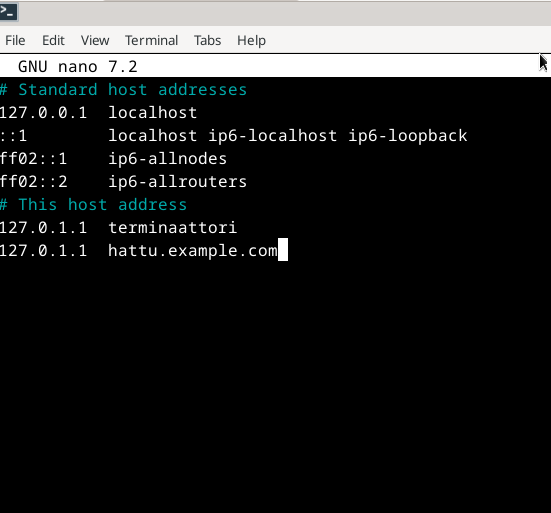 File Edit View Terminal Tabs Help
GNU nano 7.2
# Standard host addresses
127.0.0.1 localhost
::1 localhost ip6-localhost ip6-loopback
ff02::1 ip6-allnodes
ff02::2 ip6-allrouters
# This host address
127.0.1.1 terminaattori
127.0.1.1 hattu.example.com